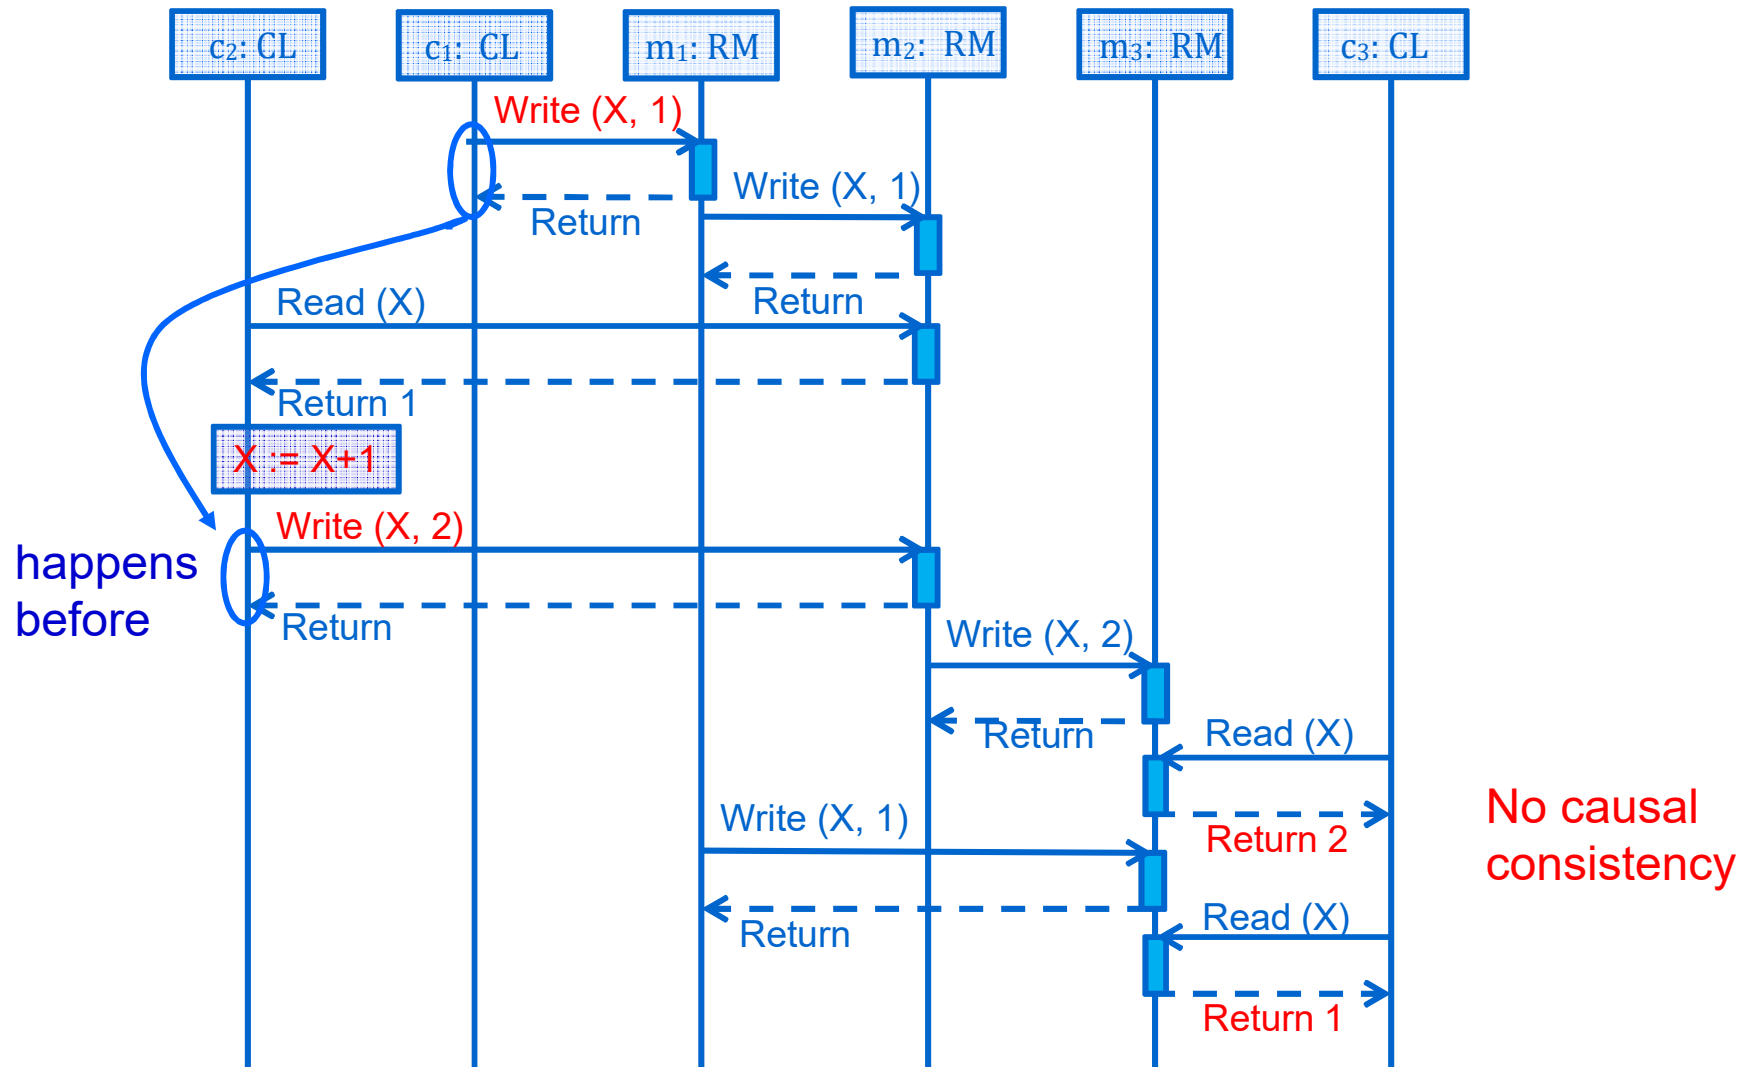 c₂: CL
c₁: CL
m₁: RM
m₂: RM
m₃: RM
c₃: CL
Write (X, 1)
Write (X, 1)
Return
Return
Read (X)
Return 1
X := X+1
Write (X, 2)
happens
before
Return
Write (X, 2)
Return
Read (X)
Write (X, 1)
Return 2
No causal
consistency
Return
Read (X)
Return 1